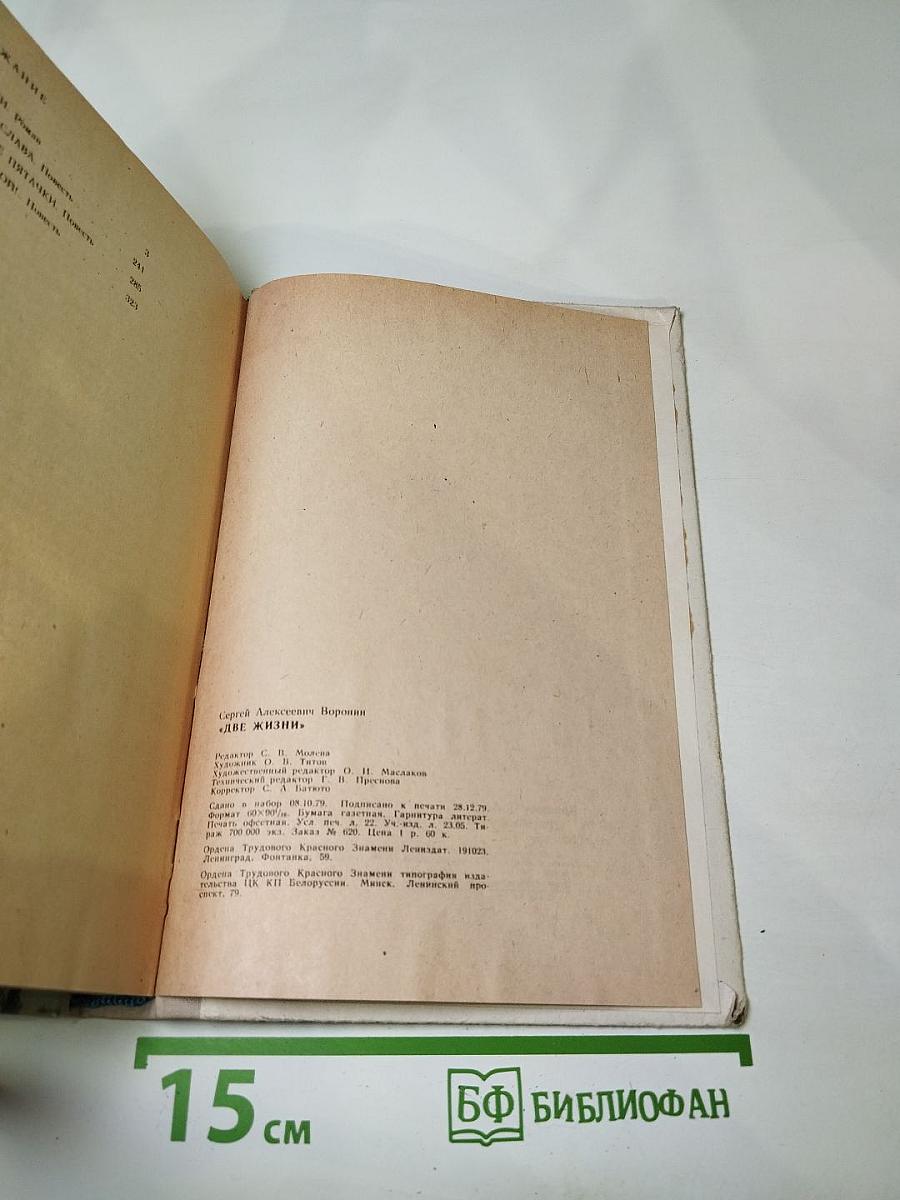 ЖАНИЕ
И. Роман
СЛАВА. Повесть
Е ПЯТАЧКИ. Повесть
ОЙ!. Повесть
3
241
285
323
Сергей Алексеевич Воронин
«ДВЕ ЖИЗНИ»
Редактор С. В. Молева
Художник О. В. Титов
Художественный редактор О. И. Маслаков
Технический редактор Г. В. Преснова
Корректор С. А. Батюто
Сдано в набор 08.10.79. Подписано к печати 28.12.79.
Формат 60×90¹/₁₆. Бумага газетная. Гарнитура литерат.
Печать офсетная. Усл. печ. л. 22. Уч.-изд. л. 23,05. Ти-
раж 700 000 экз. Заказ № 620. Цена 1 р. 60 к.
Ордена Трудового Красного Знамени Лениздат. 191023,
Ленинград, Фонтанка, 59.
Ордена Трудового Красного Знамени типография изда-
тельства ЦК КП Белоруссии. Минск, Ленинский про-
спект, 79.
15 см
БФ БИБЛИОФАН